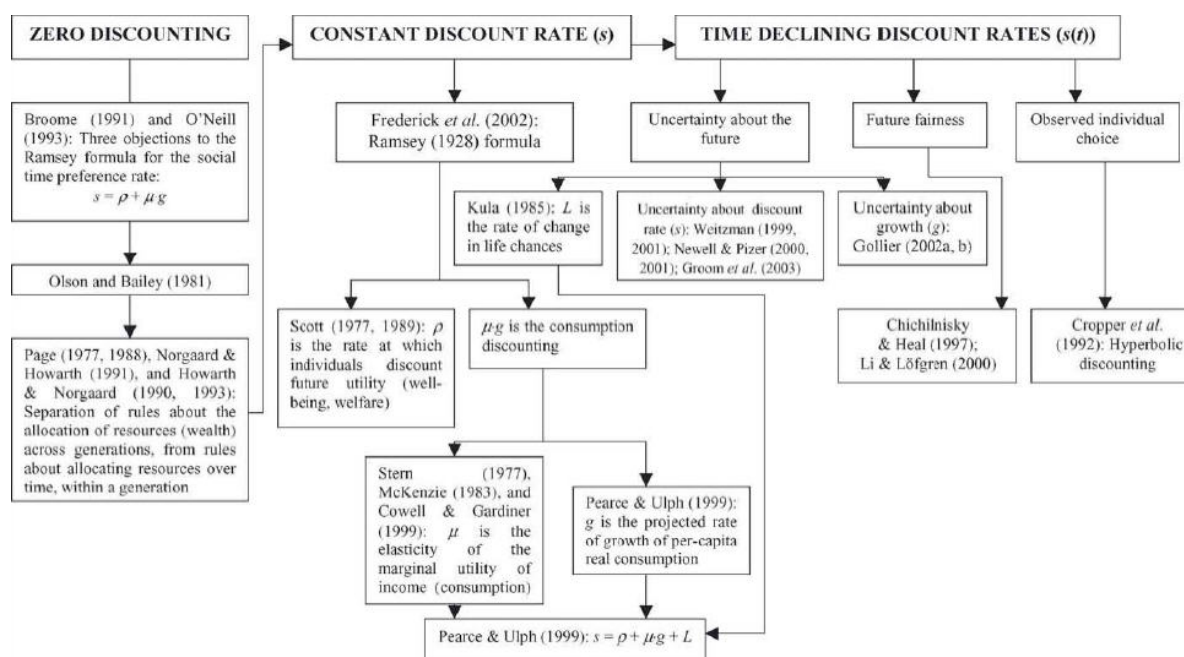 ZERO DISCOUNTING
CONSTANT DISCOUNT RATE (s)
TIME DECLINING DISCOUNT RATES (s(t))
Broome (1991) and O'Neill
(1993): Three objections to the
Ramsey formula for the social
time preference rate:
s = ρ + μ·g
Olson and Bailey (1981)
Page (1977, 1988), Norgaard &
Howarth (1991), and Howarth
& Norgaard (1990, 1993):
Separation of rules about the
allocation of resources (wealth)
across generations, from rules
about allocating resources over
time, within a generation
Frederick et al. (2002):
Ramsey (1928) formula
Uncertainty about the
future
Future fairness
Observed individual
choice
Kula (1985): L is
the rate of change
in life chances
Uncertainty about discount
rate (s): Weitzman (1999,
2001); Newell & Pizer (2000,
2001); Groom et al. (2003)
Uncertainty about
growth (g):
Gollier (2002a, b)
Scott (1977, 1989): ρ
is the rate at which
individuals discount
future utility (well-
being, welfare)
μ·g is the consumption
discounting
Chichilnisky
& Heal (1997);
Li & Löfgren (2000)
Cropper et al.
(1992): Hyperbolic
discounting
Stern (1977),
McKenzie (1983), and
Cowell & Gardiner
(1999): μ is the
elasticity of the
marginal utility of
income (consumption)
Pearce & Ulph (1999):
g is the projected rate
of growth of per-capita
real consumption
Pearce & Ulph (1999): s = ρ + μ·g + L